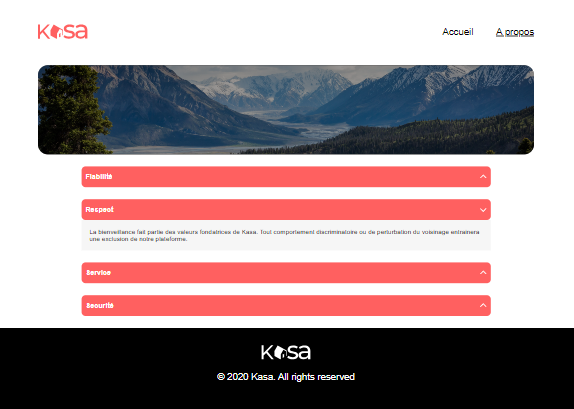 Kasa
Accueil
A propos
Fiabilité
Respect
La bienveillance fait partie des valeurs fondatrices de Kasa. Tout comportement discriminatoire ou de perturbation du voisinage entraînera
une exclusion de notre plateforme.
Service
Securité
Kasa
© 2020 Kasa. All rights reserved